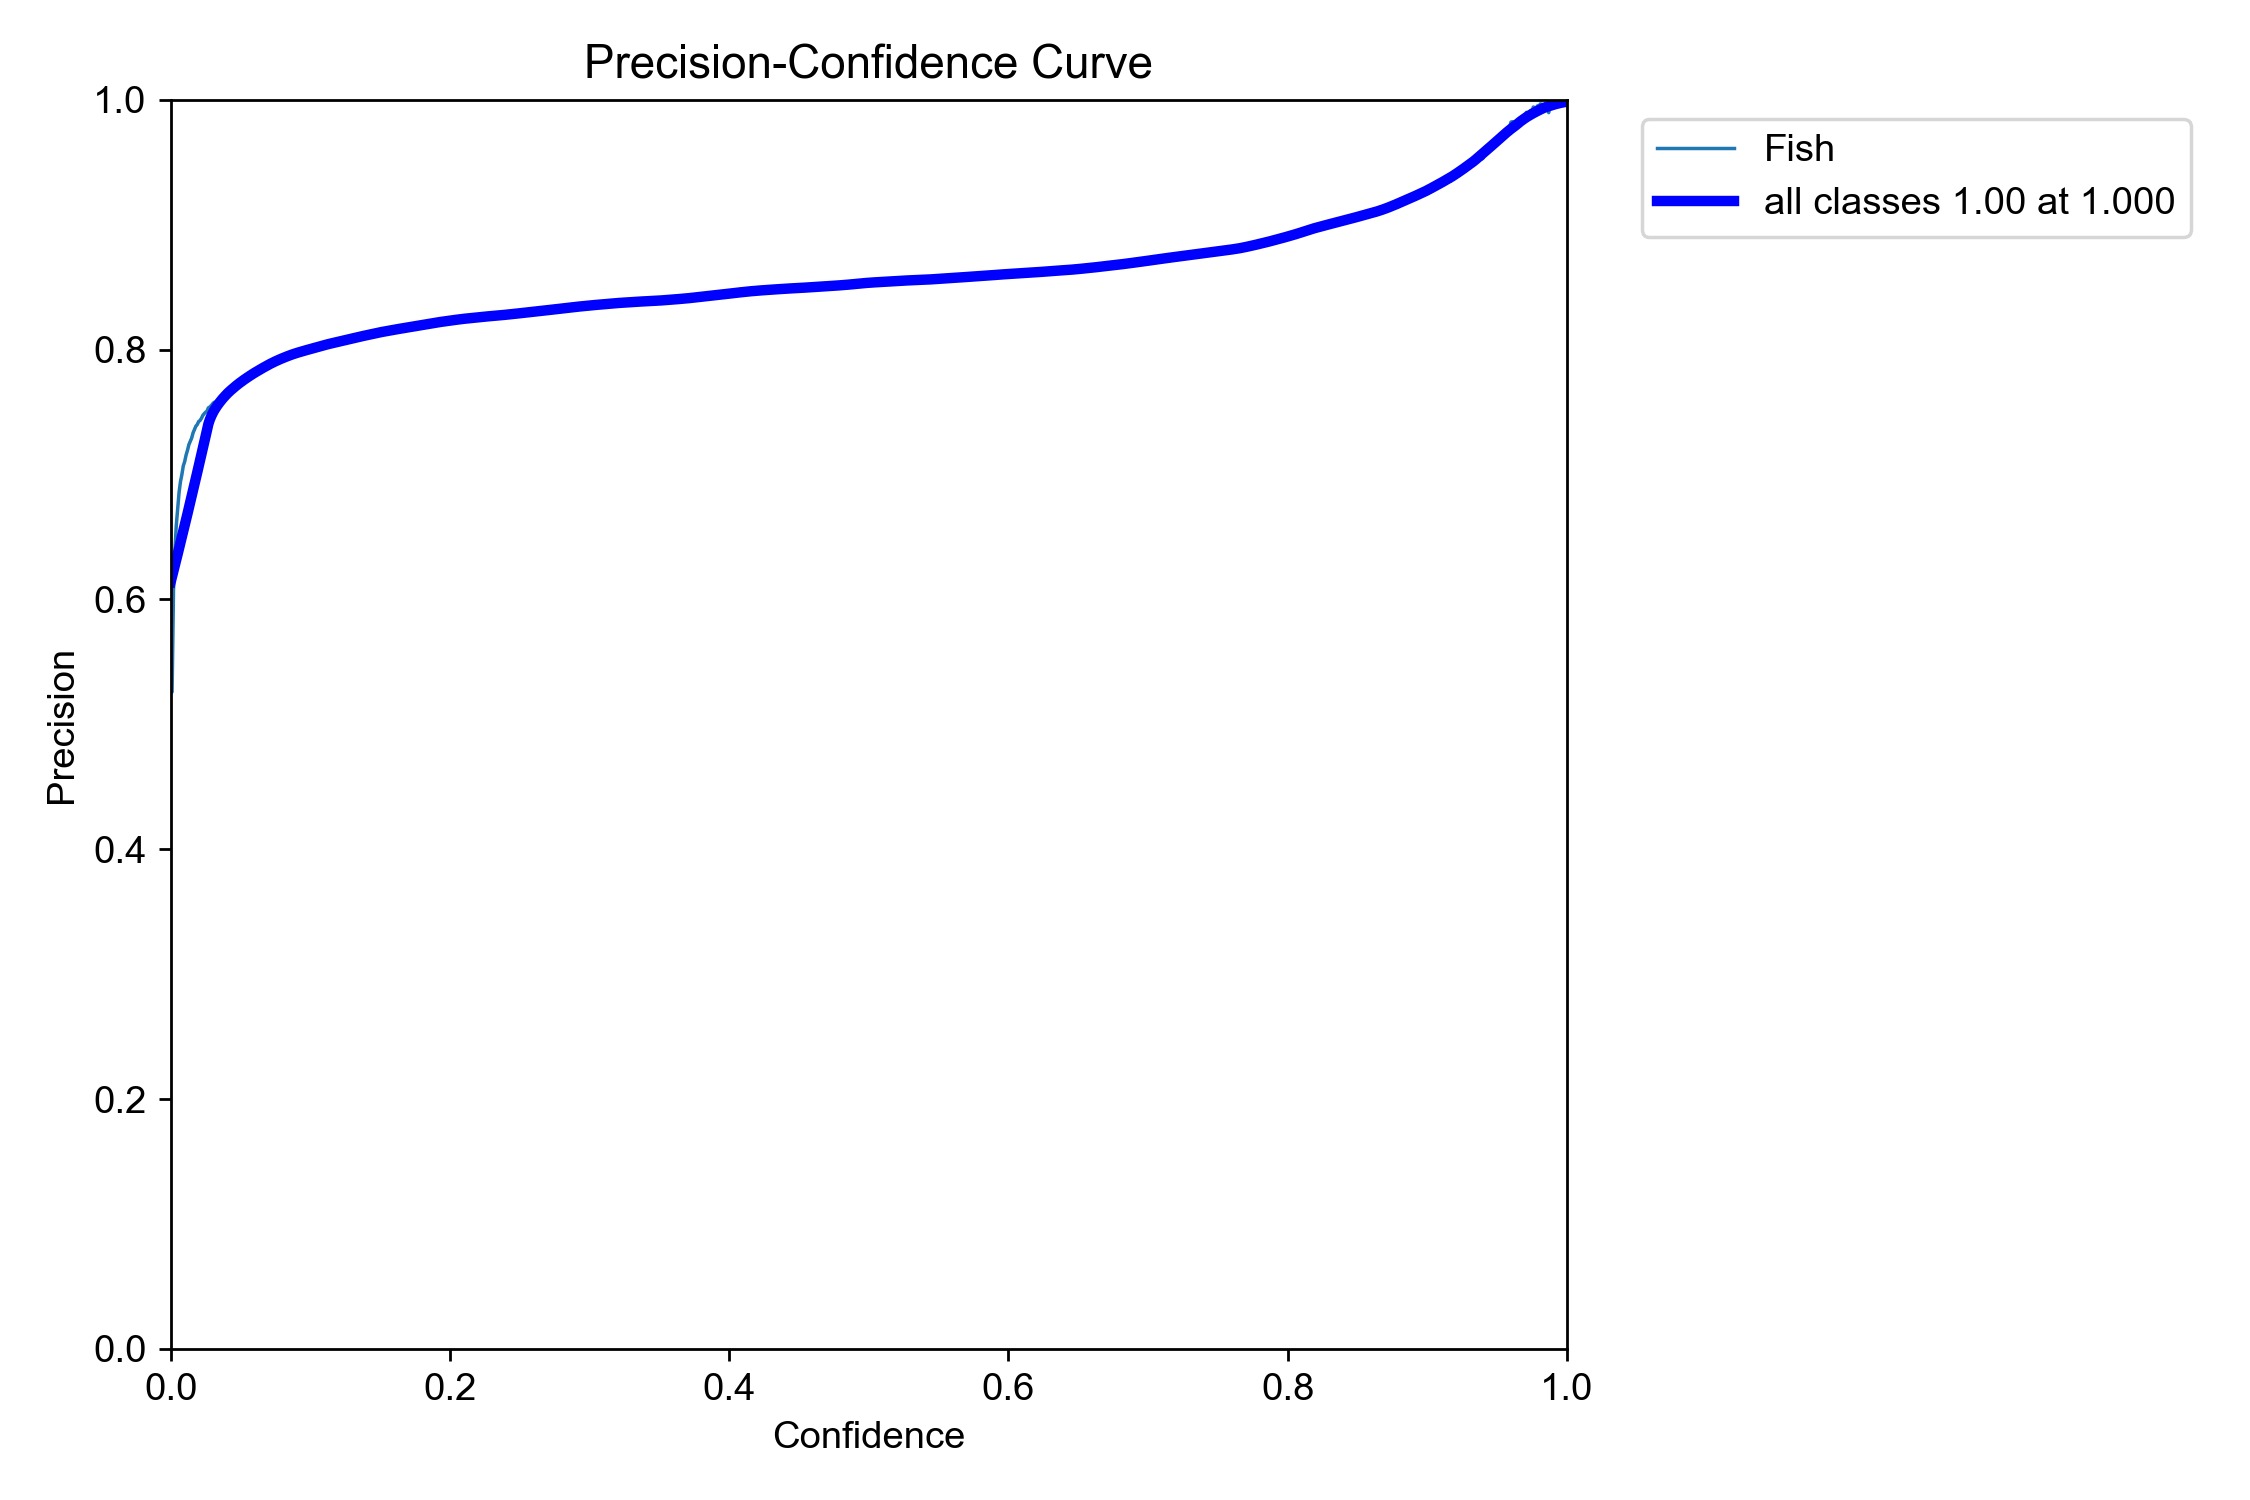 Precision-Confidence Curve
1.0
0.8
0.6
0.4
0.2
0.0
Precision
0.0 0.2 0.4 0.6 0.8 1.0
Confidence
Fish
all classes 1.00 at 1.000